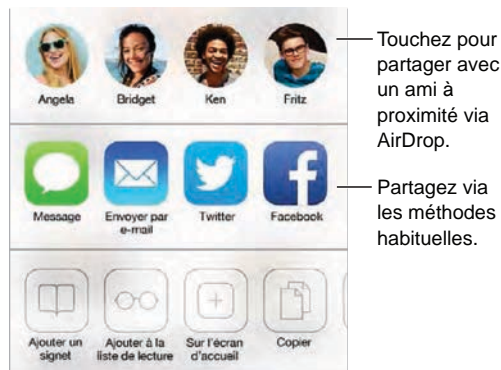 Angela Bridget Ken Fritz
Touchez pour
partager avec
un ami à
proximité via
AirDrop.
Message Envoyer par
e-mail Twitter Facebook
Partagez via
les méthodes
habituelles.
Ajouter un
signet Ajouter à la
liste de lecture Sur l'écran
d'accueil Copier